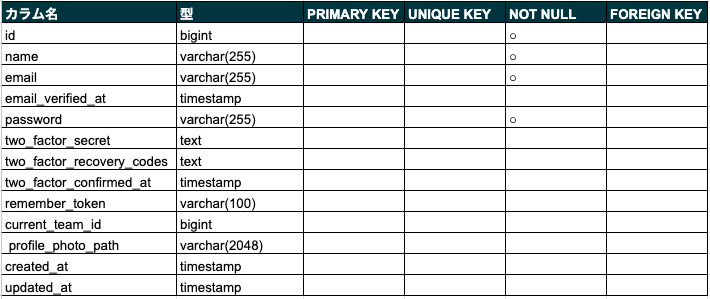 カラム名 型 PRIMARY KEY UNIQUE KEY NOT NULL FOREIGN KEY
id bigint ○
name varchar(255) ○
email varchar(255) ○
email_verified_at timestamp
password varchar(255) ○
two_factor_secret text
two_factor_recovery_codes text
two_factor_confirmed_at timestamp
remember_token varchar(100)
current_team_id bigint
profile_photo_path varchar(2048)
created_at timestamp
updated_at timestamp